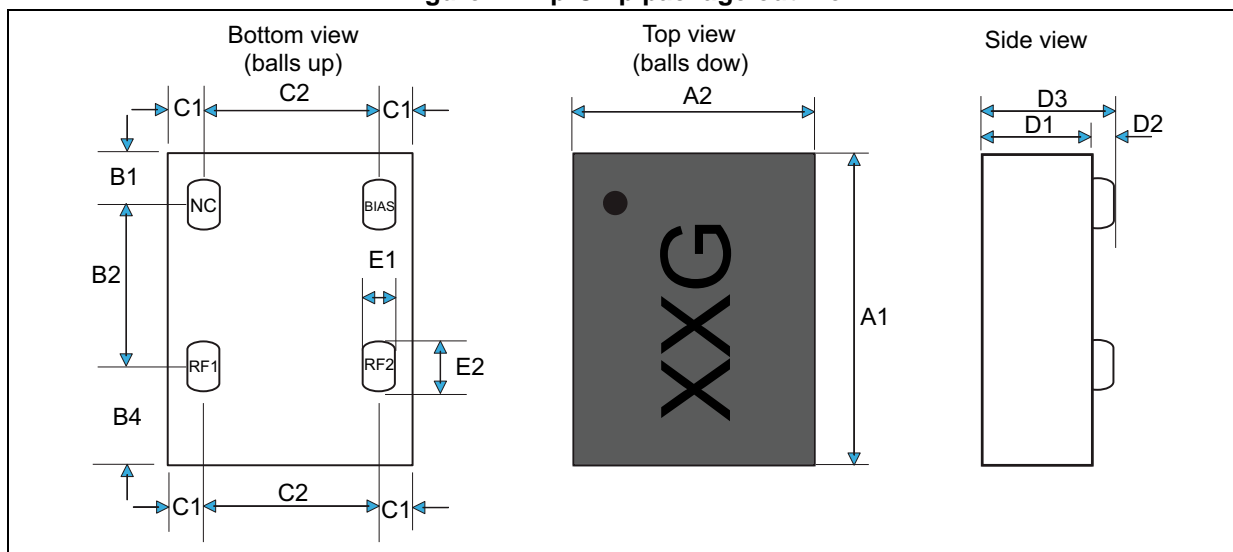 Bottom view
(balls up)
Top view
(balls dow)
Side view
C1
C2
C1
A2
D3
D1
D2
B1
NC
BIAS
B2
E1
A1
XXG
RF1
RF2
E2
B4
C1
C2
C1